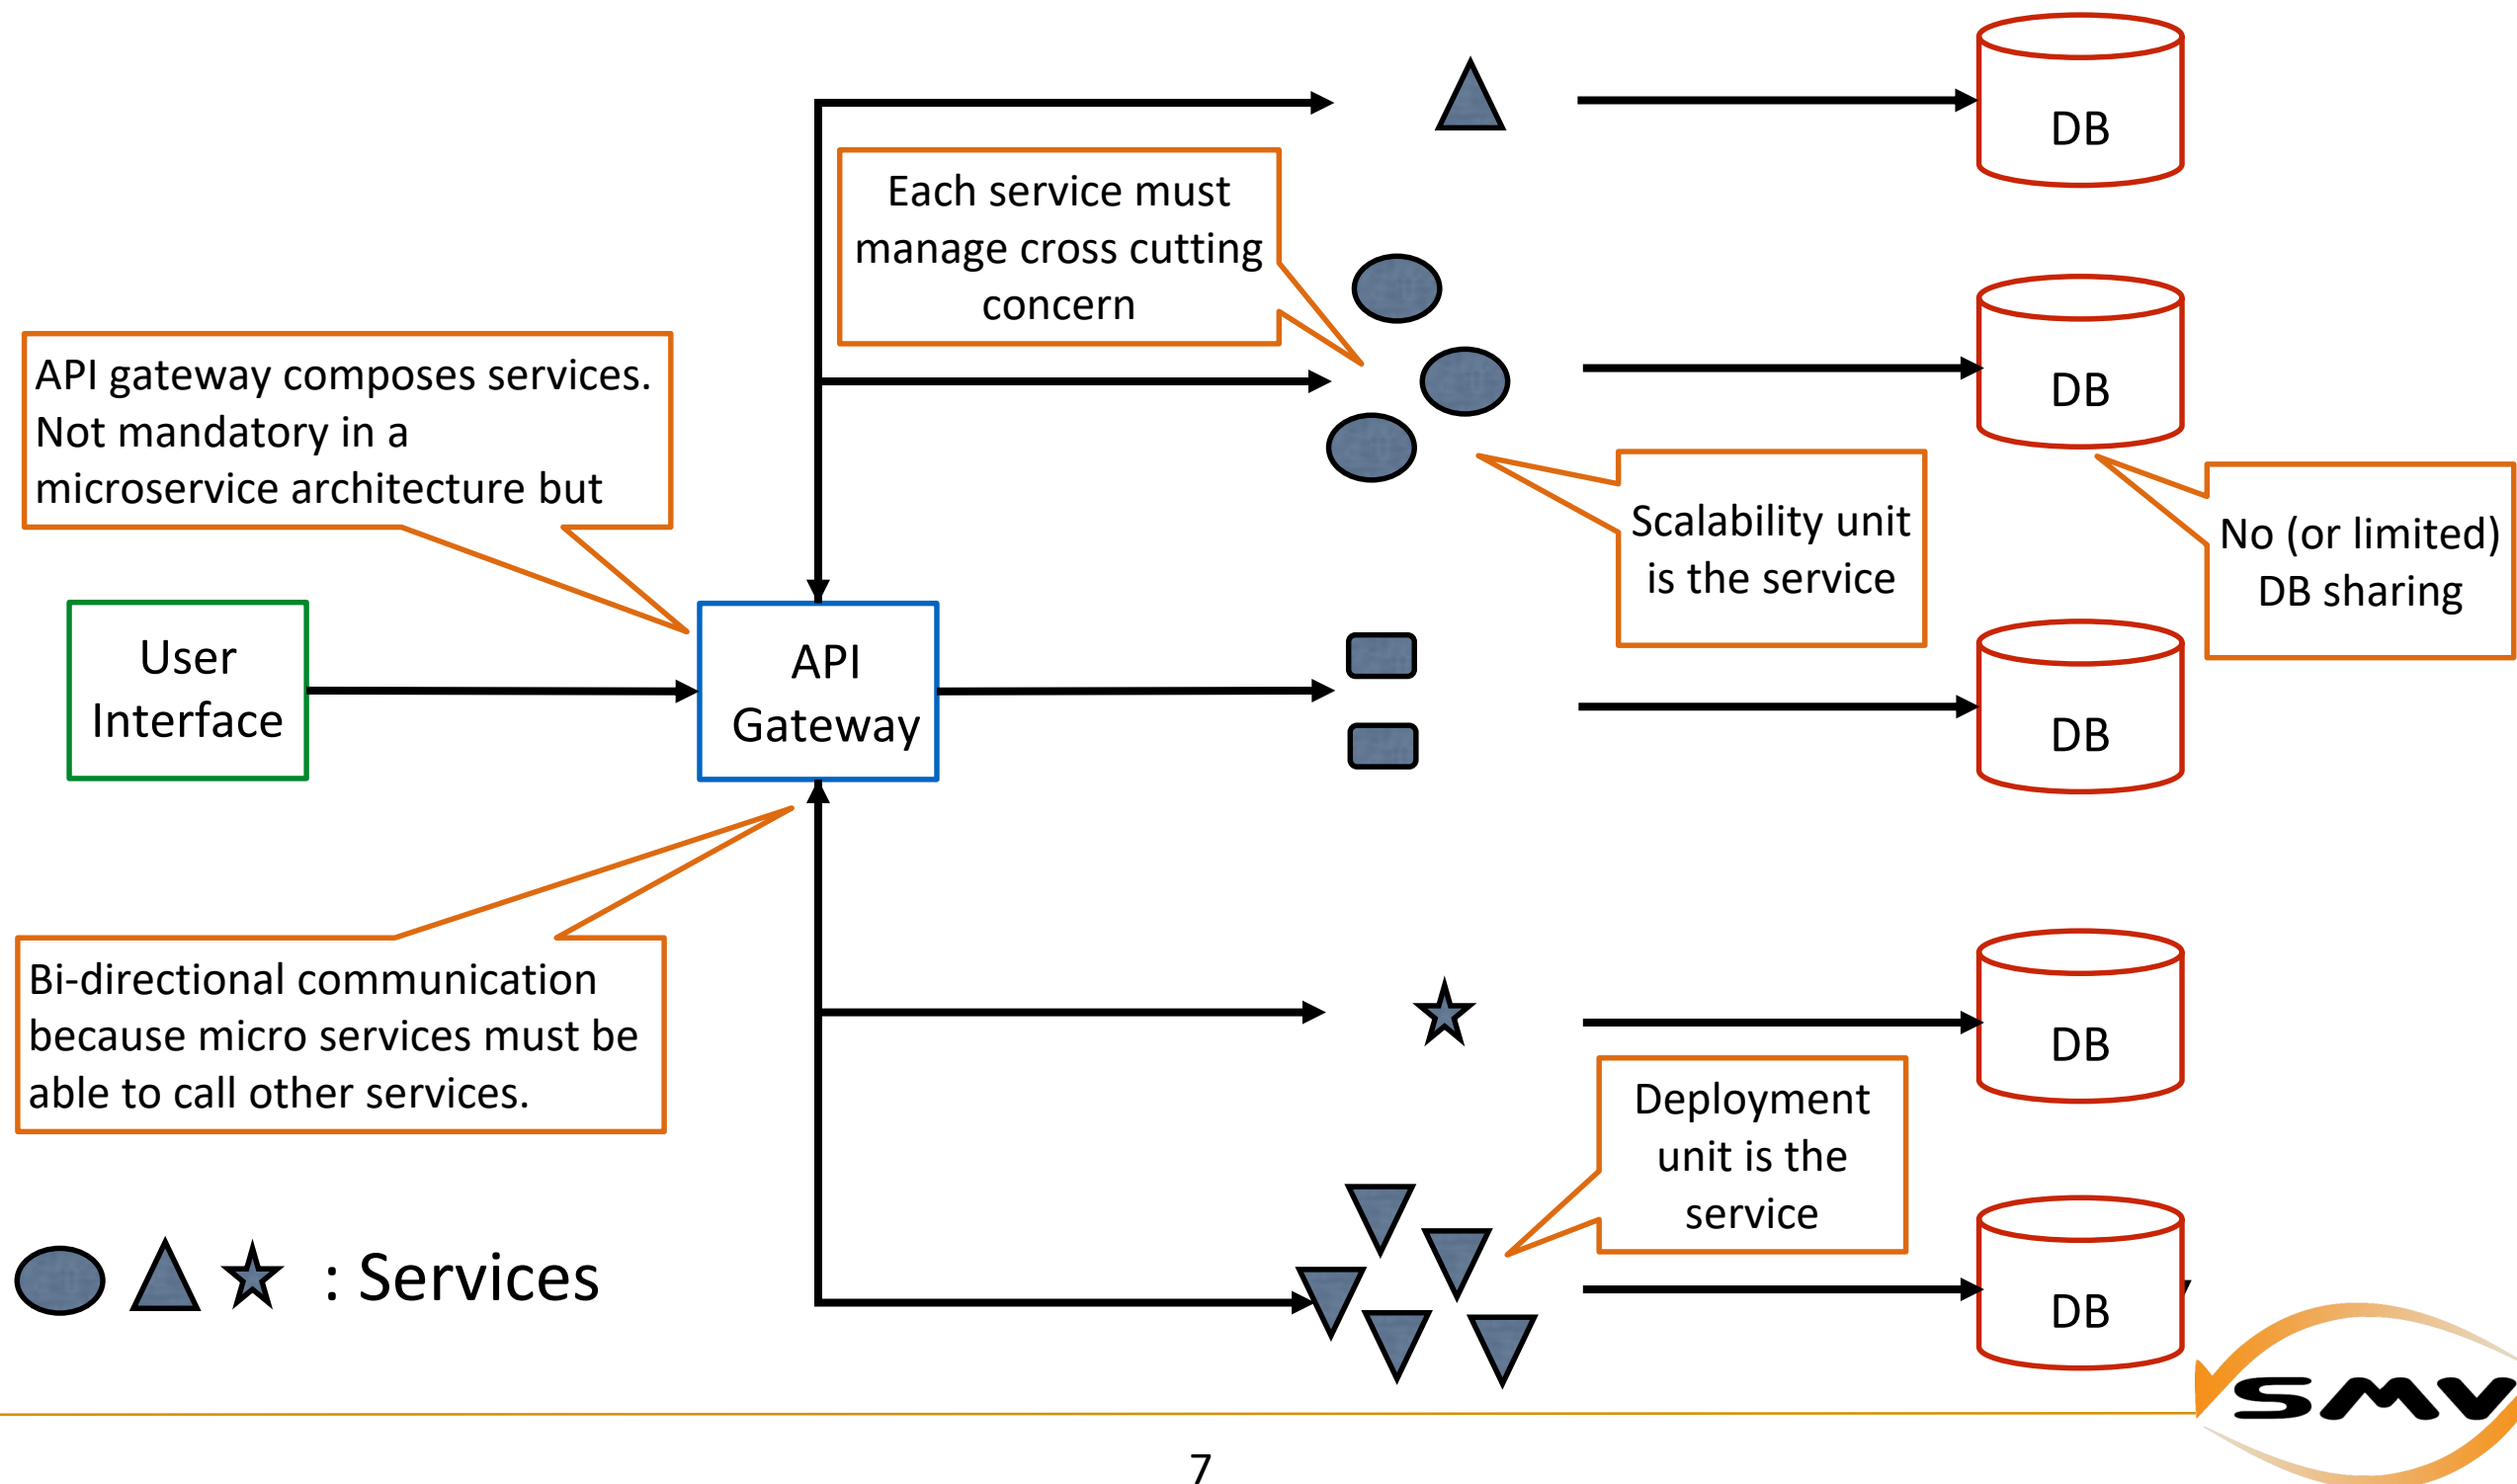 DB
Each service must
manage cross cutting
concern
API gateway composes services.
Not mandatory in a
microservice architecture but
DB
Scalability unit
is the service
No (or limited)
DB sharing
User
Interface
API
Gateway
DB
Bi-directional communication
because micro services must be
able to call other services.
DB
Deployment
unit is the
service
: Services
DB
SMV
7